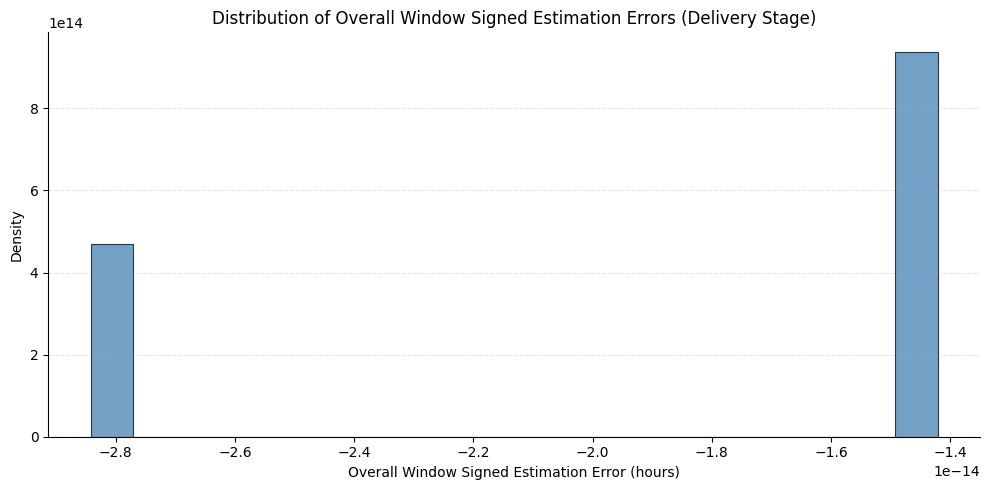 Distribution of Overall Window Signed Estimation Errors (Delivery Stage)
1e14
8
6
4
2
0
Density
−2.8 −2.6 −2.4 −2.2 −2.0 −1.8 −1.6 −1.4
1e−14
Overall Window Signed Estimation Error (hours)